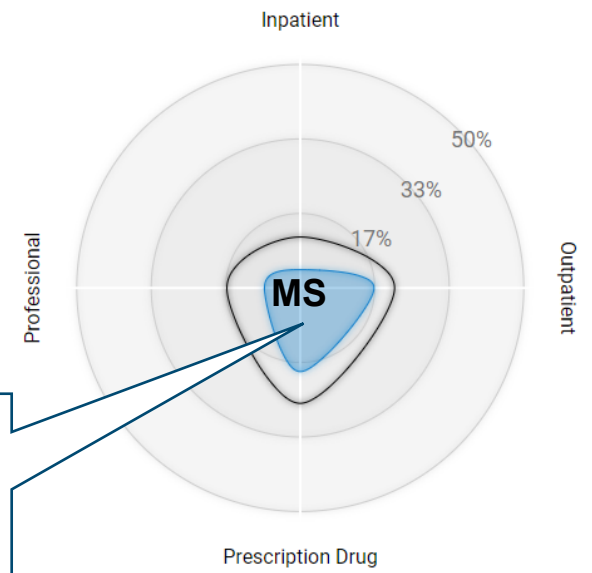 Inpatient
50%
33%
17%
Professional
MS
Outpatient
Prescription Drug